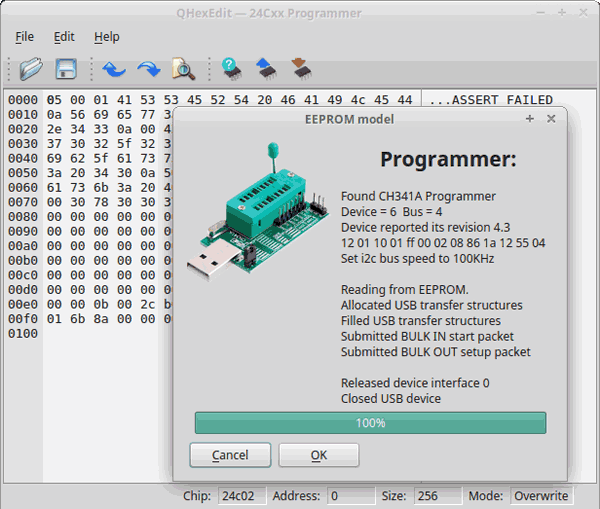 QHexEdit — 24Cxx Programmer
File Edit Help
0000 05 00 01 41 53 53 45 52 54 20 46 41 49 4c 45 44 ...ASSERT FAILED
0010 0a 56 69 65 77 3
0020 2e 34 33 0a 00 4
0030 37 30 32 5f 32 3
0040 69 62 5f 61 73 7
0050 3a 20 34 30 0a 5
0060 61 73 6b 3a 20 4
0070 00 30 78 30 30 3
0080 00 00 00 00 00 0
0090 00 00 00 00 00 0
00a0 00 00 00 00 00 0
00b0 00 00 00 00 00 0
00c0 00 00 00 00 00 0
00d0 00 00 00 00 00 0
00e0 00 00 0b 00 2c b
00f0 01 6b 8a 00 00 0
0100
EEPROM model
Programmer:
Found CH341A Programmer
Device = 6 Bus = 4
Device reported its revision 4.3
12 01 10 01 ff 00 02 08 86 1a 12 55 04
Set i2c bus speed to 100KHz
Reading from EEPROM.
Allocated USB transfer structures
Filled USB transfer structures
Submitted BULK IN start packet
Submitted BULK OUT setup packet
Released device interface 0
Closed USB device
100%
Cancel OK
Chip: 24c02 Address: 0 Size: 256 Mode: Overwrite